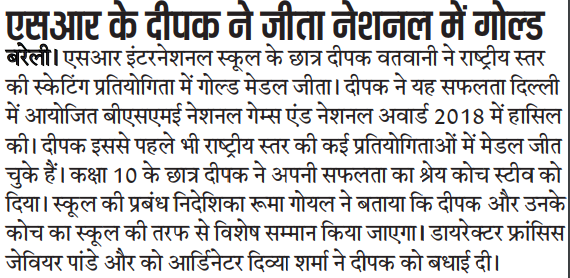 एसआर के दीपक ने जीता नेशनल में गोल्ड
बरेली। एसआर इंटरनेशनल स्कूल के छात्र दीपक वतवानी ने राष्ट्रीय स्तर
की स्केटिंग प्रतियोगिता में गोल्ड मेडल जीता। दीपक ने यह सफलता दिल्ली
में आयोजित बीएसएमई नेशनल गेम्स एंड नेशनल अवार्ड 2018 में हासिल
की। दीपक इससे पहले भी राष्ट्रीय स्तर की कई प्रतियोगिताओं में मेडल जीत
चुके हैं। कक्षा 10 के छात्र दीपक ने अपनी सफलता का श्रेय कोच स्टीव को
दिया। स्कूल की प्रबंध निदेशिका रूमा गोयल ने बताया कि दीपक और उनके
कोच का स्कूल की तरफ से विशेष सम्मान किया जाएगा। डायरेक्टर फ्रांसिस
जेवियर पांडे और को आर्डिनेटर दिव्या शर्मा ने दीपक को बधाई दी।